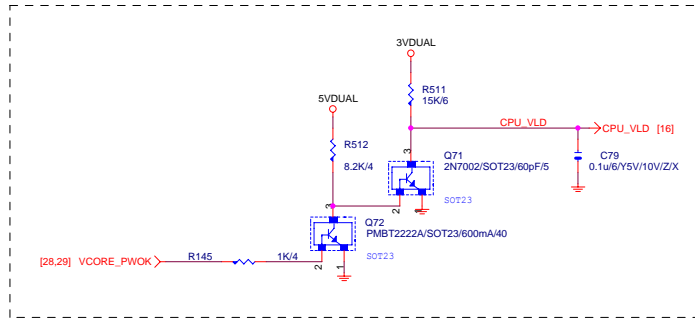 3VDUAL
R511
15K/6
5VDUAL
CPU_VLD
CPU_VLD [16]
R512
8.2K/4
3
Q71
2N7002/SOT23/60pF/5
C79
0.1u/6/Y5V/10V/Z/X
2
1
SOT23
3
Q72
PMBT2222A/SOT23/600mA/40
SOT23
[28,29] VCORE_PWOK
R145
1K/4
2
1